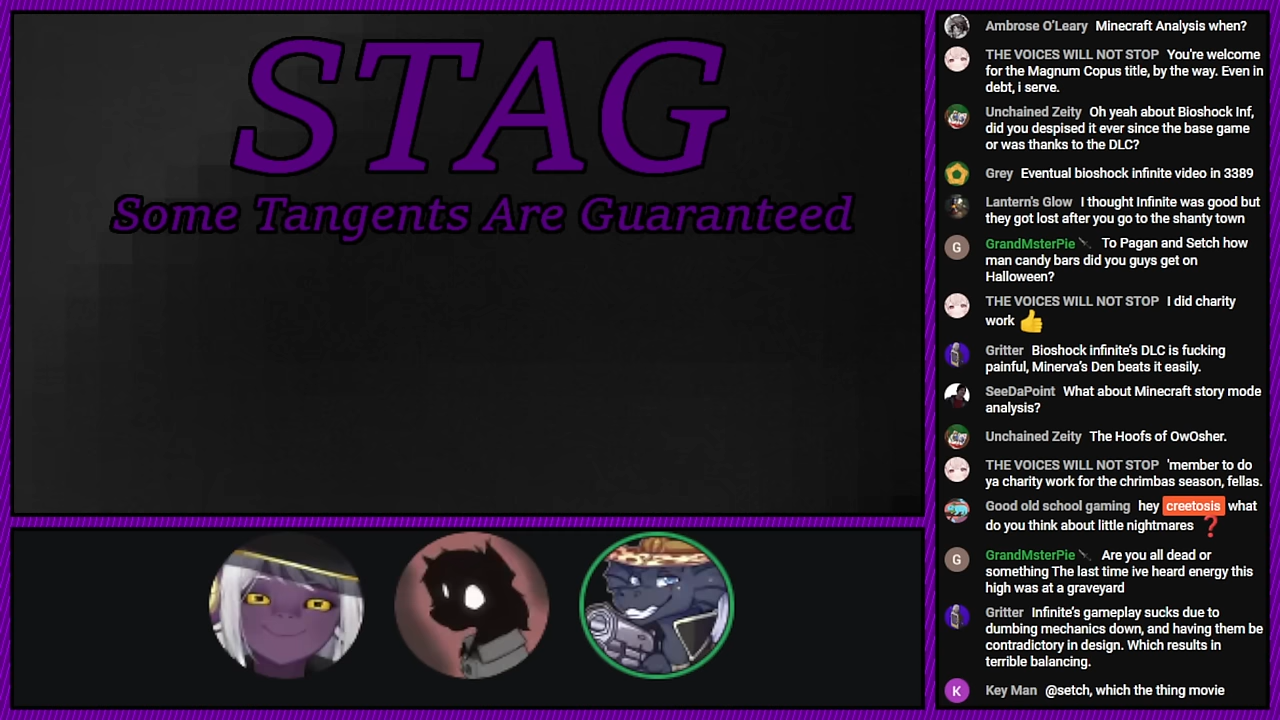 STAG
Some Tangents Are Guaranteed
Ambrose O'Leary Minecraft Analysis when?
THE VOICES WILL NOT STOP You're welcome
for the Magnum Copus title, by the way. Even in
debt, i serve.
Unchained Zeity Oh yeah about Bioshock Inf,
did you despised it ever since the base game
or was thanks to the DLC?
Grey Eventual bioshock infinite video in 3389
Lantern's Glow I thought Infinite was good but
they got lost after you go to the shanty town
G
GrandMsterPie To Pagan and Setch how
man candy bars did you guys get on
Halloween?
THE VOICES WILL NOT STOP I did charity
work 👍
Gritter Bioshock infinite's DLC is fucking
painful, Minerva's Den beats it easily.
SeeDaPoint What about Minecraft story mode
analysis?
Unchained Zeity The Hoofs of OwOsher.
THE VOICES WILL NOT STOP 'member to do
ya charity work for the chrimbas season, fellas.
Good old school gaming hey creetosis what
do you think about little nightmares ❓
G
GrandMsterPie Are you all dead or
something The last time ive heard energy this
high was at a graveyard
Gritter Infinite's gameplay sucks due to
dumbing mechanics down, and having them be
contradictory in design. Which results in
terrible balancing.
K
Key Man @setch, which the thing movie